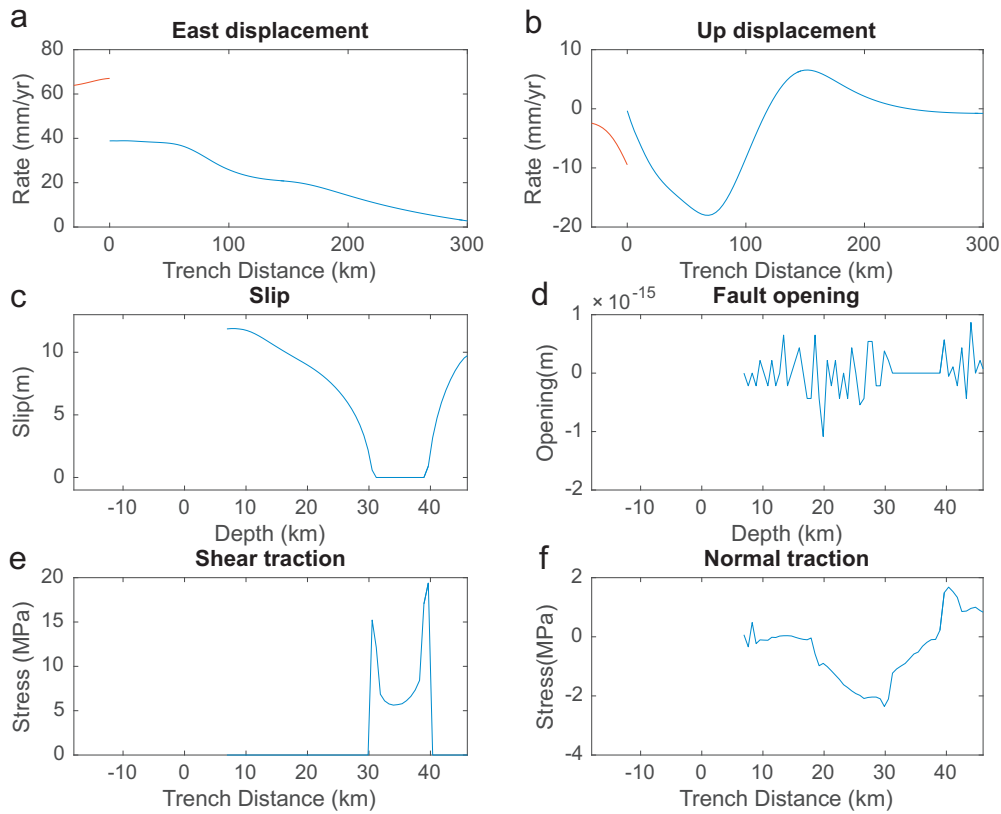 a
East displacement
80
60
40
20
0
Rate (mm/yr)
0 100 200 300
Trench Distance (km)
b
Up displacement
10
0
-10
-20
Rate (mm/yr)
0 100 200 300
Trench Distance (km)
c
Slip
10
5
0
Slip(m)
-10 0 10 20 30 40
Depth (km)
d
× 10-15
Fault opening
1
0
-1
-2
Opening(m)
-10 0 10 20 30 40
Depth (km)
e
Shear traction
20
15
10
5
0
Stress (MPa)
-10 0 10 20 30 40
Trench Distance (km)
f
Normal traction
2
0
-2
-4
Stress(MPa)
-10 0 10 20 30 40
Trench Distance (km)